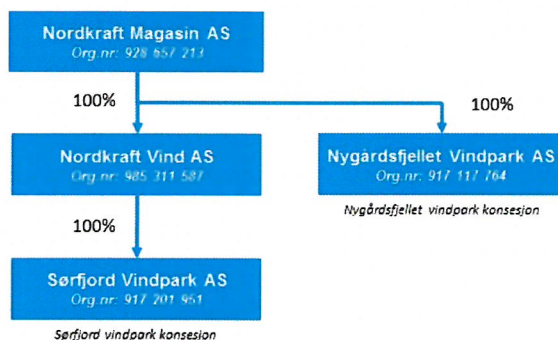 Nordkraft Magasin AS
Org.nr: 928 657 213
100%
100%
Nordkraft Vind AS
Org.nr: 985 311 587
Nygårdsfjellet Vindpark AS
Org.nr: 917 117 764
Nygårdsfjellet vindpark konsesjon
100%
Sørfjord Vindpark AS
Org.nr: 917 201 951
Sørfjord vindpark konsesjon